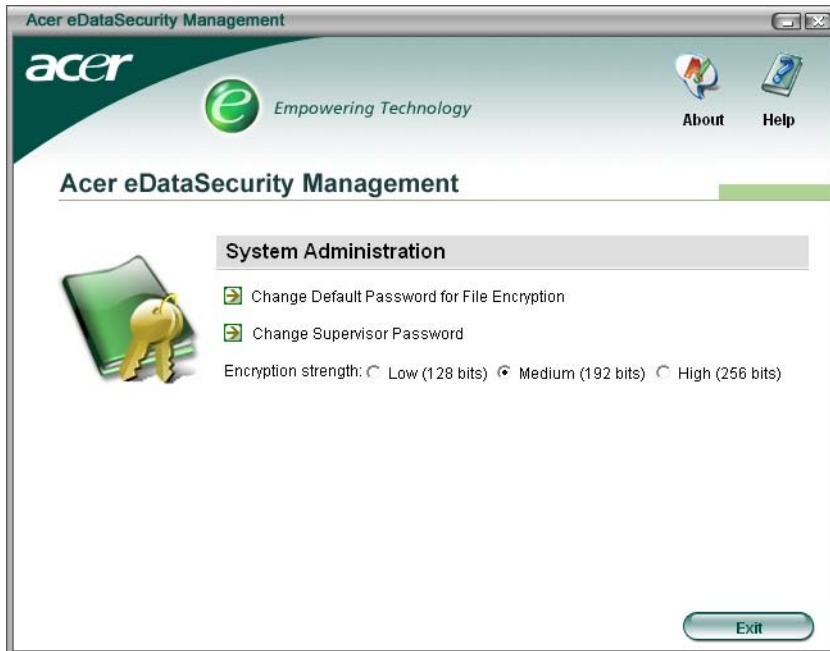 Acer eDataSecurity Management
acer
e Empowering Technology
About Help
Acer eDataSecurity Management
System Administration
Change Default Password for File Encryption
Change Supervisor Password
Encryption strength: Low (128 bits) Medium (192 bits) High (256 bits)
Exit